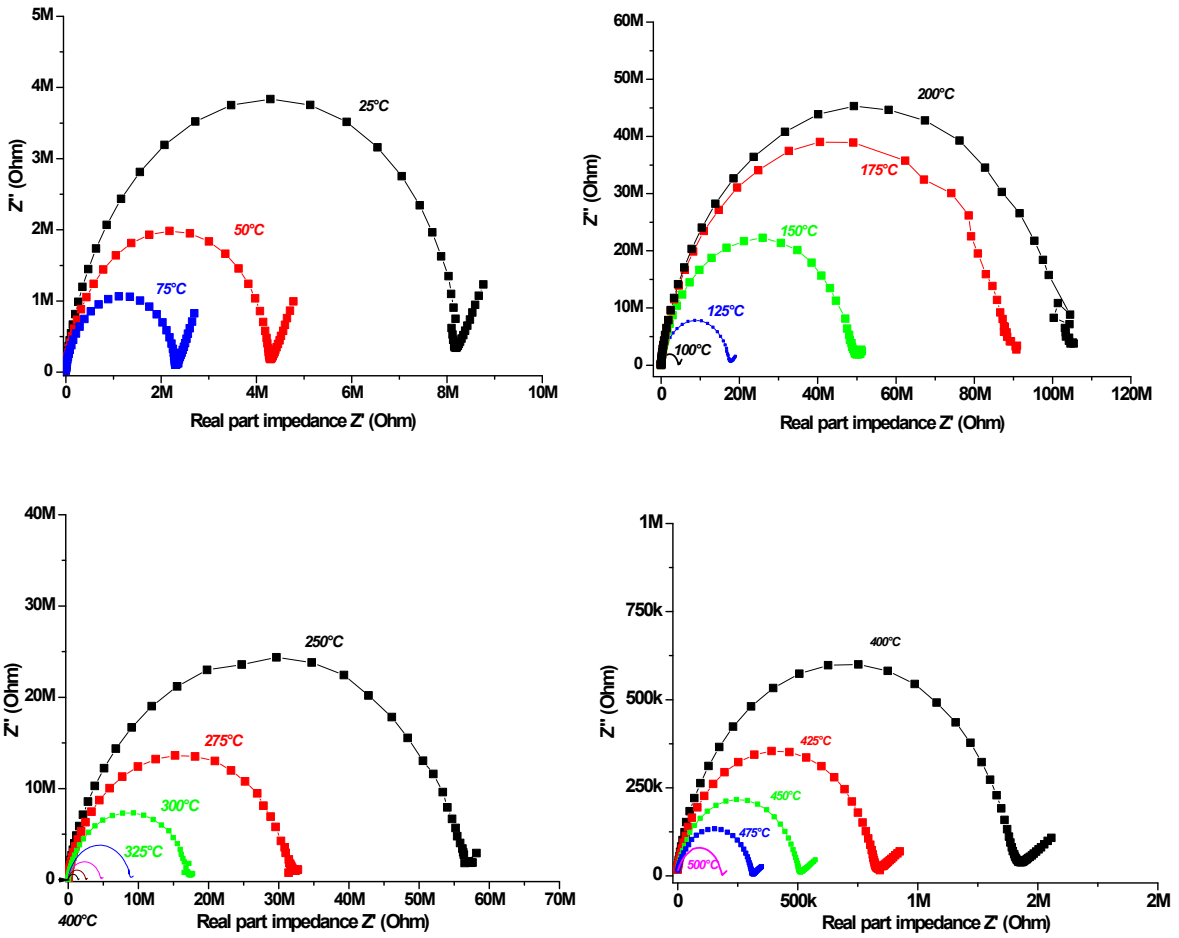 5M
4M
3M
2M
1M
0
Z'' (Ohm)
25°C
50°C
75°C
0 2M 4M 6M 8M 10M
Real part impedance Z' (Ohm)
60M
50M
40M
30M
20M
10M
0
Z'' (Ohm)
200°C
175°C
150°C
125°C
100°C
0 20M 40M 60M 80M 100M 120M
Real part impedance Z' (Ohm)
40M
30M
20M
10M
0
Z'' (Ohm)
250°C
275°C
300°C
325°C
400°C
0 10M 20M 30M 40M 50M 60M 70M
Real part impedance Z' (Ohm)
1M
750k
500k
250k
0
Z'' (Ohm)
400°C
425°C
450°C
475°C
500°C
0 500k 1M 2M 2M
Real part impedance Z' (Ohm)